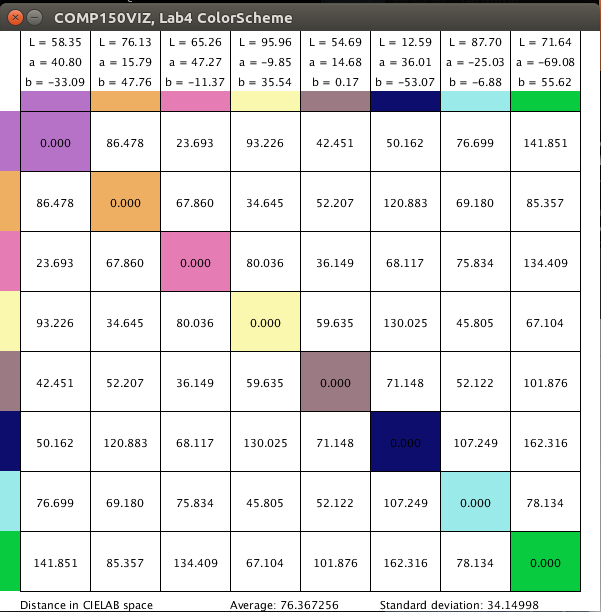 COMP150VIZ, Lab4 ColorScheme
L = 58.35 L = 76.13 L = 65.26 L = 95.96 L = 54.69 L = 12.59 L = 87.70 L = 71.64
a = 40.80 a = 15.79 a = 47.27 a = -9.85 a = 14.68 a = 36.01 a = -25.03 a = -69.08
b = -33.09 b = 47.76 b = -11.37 b = 35.54 b = 0.17 b = -53.07 b = -6.88 b = 55.62
0.000 86.478 23.693 93.226 42.451 50.162 76.699 141.851
86.478 0.000 67.860 34.645 52.207 120.883 69.180 85.357
23.693 67.860 0.000 80.036 36.149 68.117 75.834 134.409
93.226 34.645 80.036 0.000 59.635 130.025 45.805 67.104
42.451 52.207 36.149 59.635 0.000 71.148 52.122 101.876
50.162 120.883 68.117 130.025 71.148 0.000 107.249 162.316
76.699 69.180 75.834 45.805 52.122 107.249 0.000 78.134
141.851 85.357 134.409 67.104 101.876 162.316 78.134 0.000
Distance in CIELAB space Average: 76.367256 Standard deviation: 34.14998